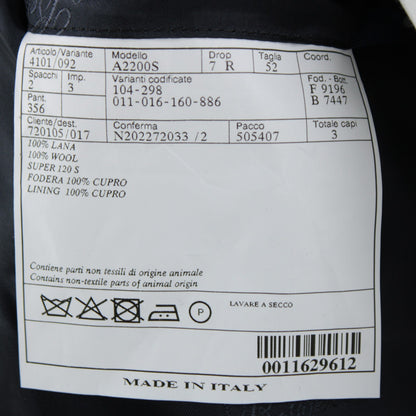 Articolo/Variante Modello Drop Taglia Coord.
4101/092 A2200S 7 R 52
Spacchi Imp. Varianti codificate Fod. - Bott.
2 3 104-298 F 9196
Pant. 011-016-160-886 B 7447
356
Cliente/dest. Conferma Pacco Totale capi
720105/017 N202272033 /2 505407 3
100% LANA
100% WOOL
SUPER 120 S
FODERA 100% CUPRO
LINING 100% CUPRO
Contiene parti non tessili di origine animale
Contains non-textile parts of animal origin
P LAVARE A SECCO
0011629612
MADE IN ITALY